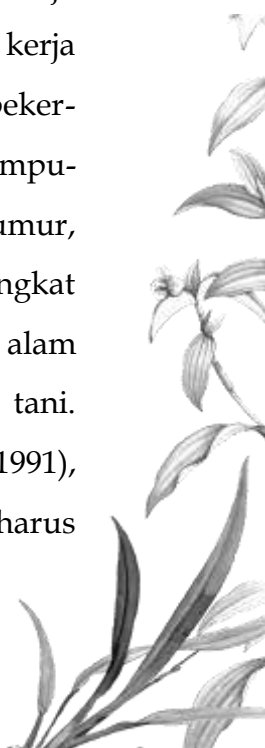 kerja
peker-
mpu-
umur,
ngkat
alam
tani.
1991),
harus